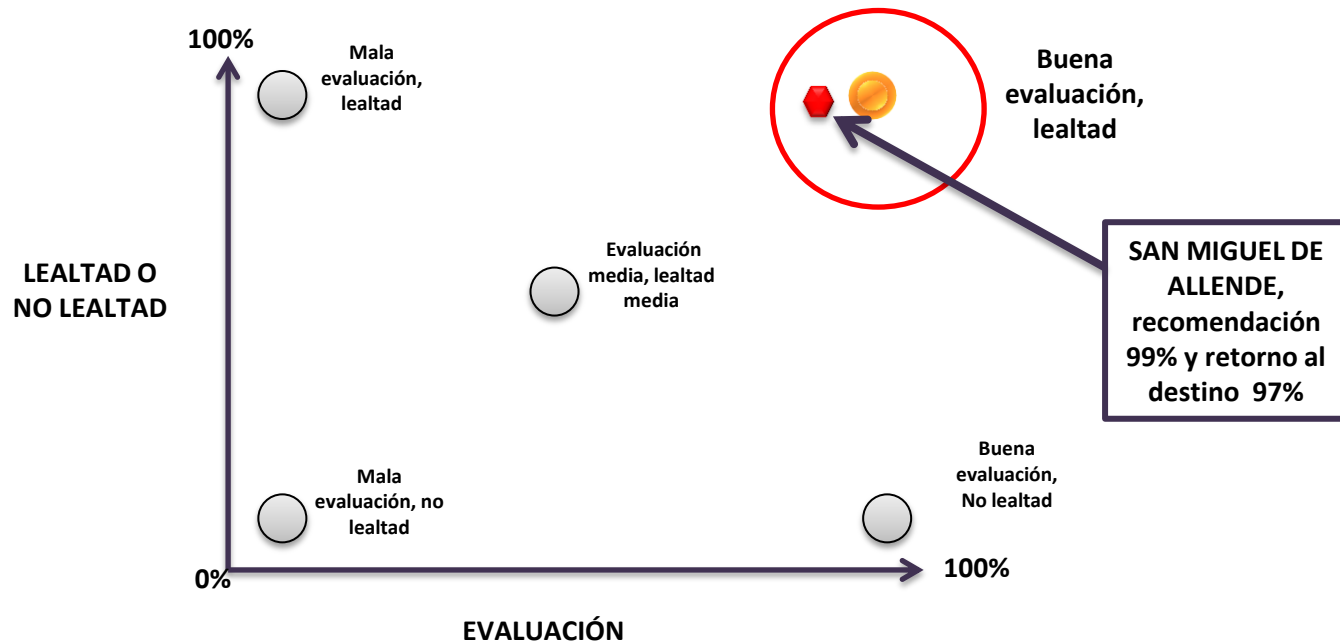 100%
Mala
evaluación,
lealtad
Buena
evaluación,
lealtad
LEALTAD O
NO LEALTAD
Evaluación
media, lealtad
media
SAN MIGUEL DE
ALLENDE,
recomendación
99% y retorno al
destino 97%
Mala
evaluación, no
lealtad
Buena
evaluación,
No lealtad
0%
100%
EVALUACIÓN